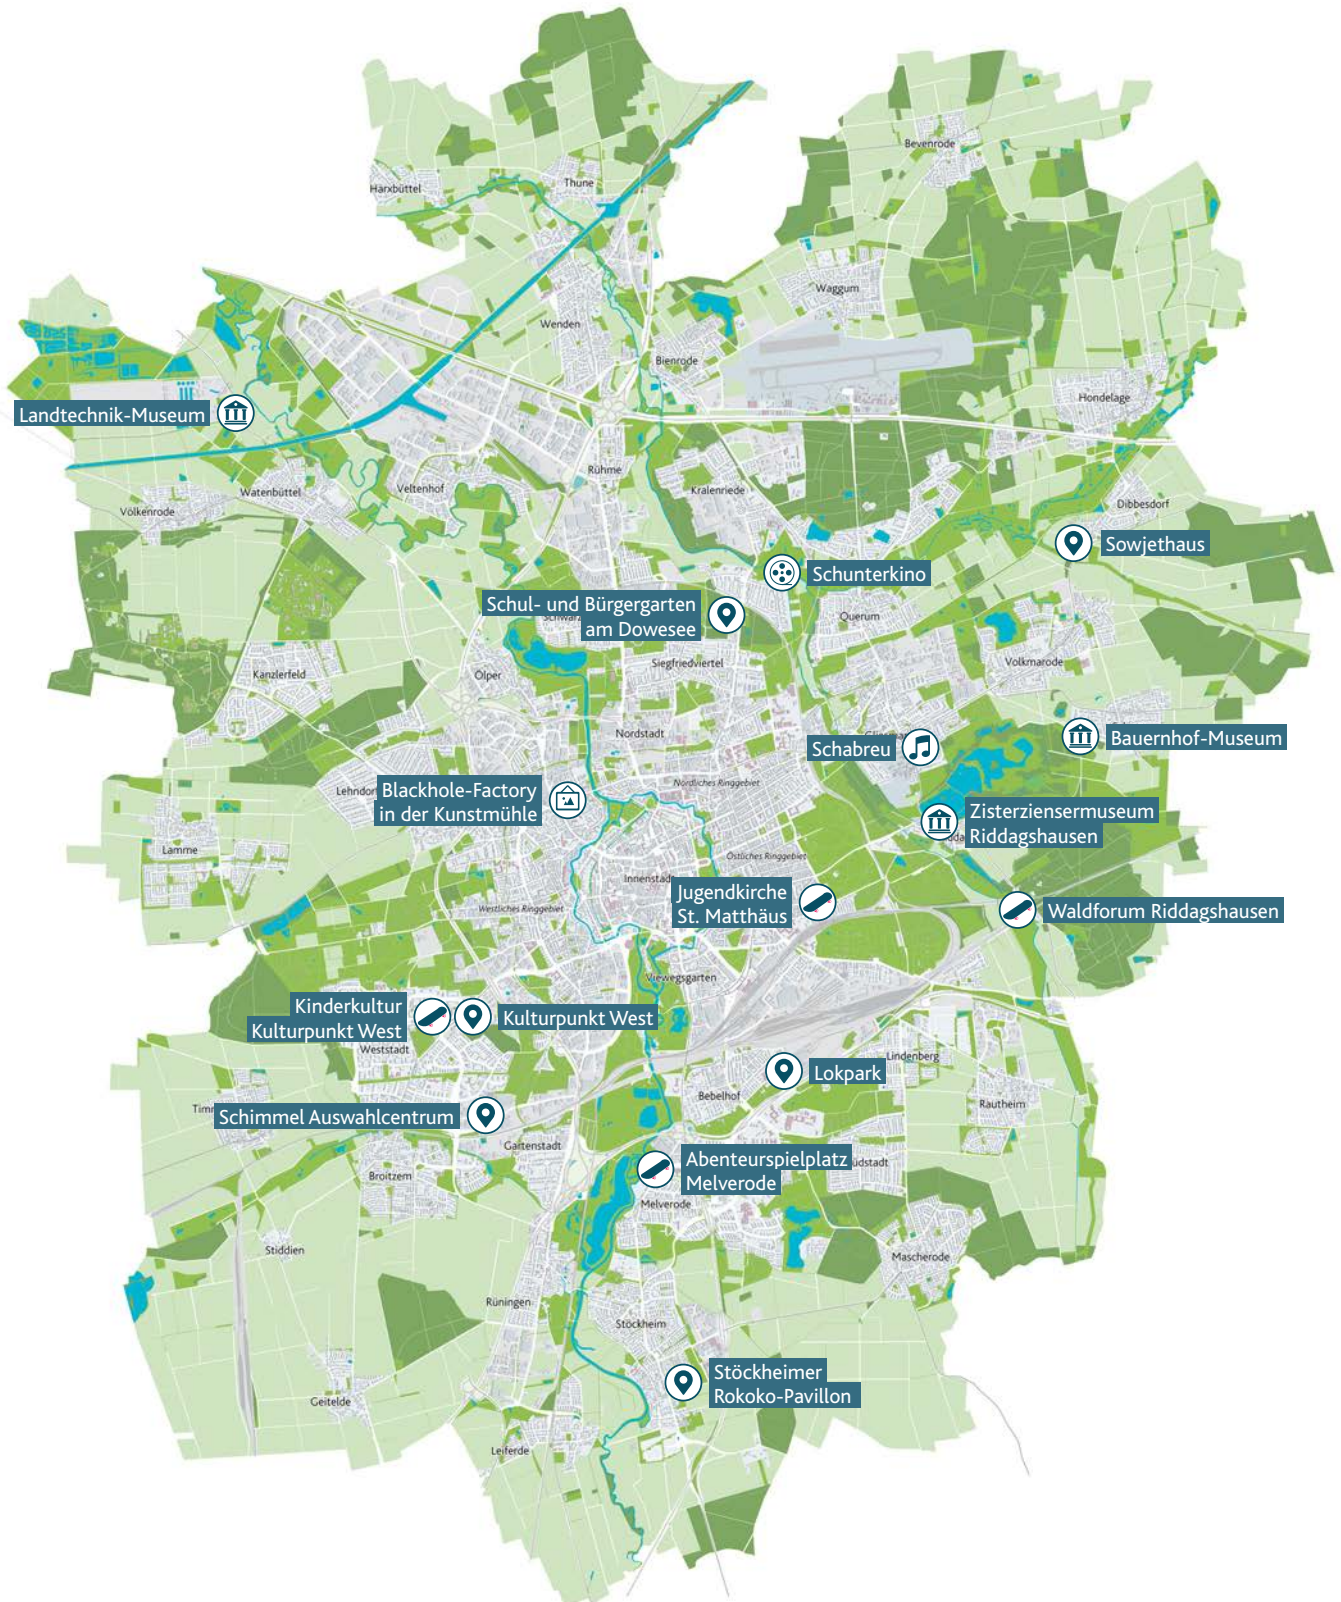 Bevenrode
Thune
Harxbüttel
Waggum
Wenden
Bienrode
Hondelage
Landtechnik-Museum
Rühme
Kralenriede
Veltenhof
Watenbüttel
Völkenrode
Dibbesdorf
Sowjethaus
Schunterkino
Schul- und Bürgergarten
am Dowesee
Querum
Siegfriedviertel
Volkmarode
Kanzlerfeld
Ölper
Nordstadt
Schabreu
Bauernhof-Museum
Nördliches Ringgebiet
Blackhole-Factory
in der Kunstmühle
Zisterziensermuseum
Riddagshausen
Lamme
Östliches Ringgebiet
Innenstadt
Jugendkirche
St. Matthäus
Westliches Ringgebiet
Waldforum Riddagshausen
Viewegsgarten
Kinderkultur
Kulturpunkt West
Kulturpunkt West
Weststadt
Lindenberg
Lokpark
Bebelhof
Rautheim
Schimmel Auswahlcentrum
Gartenstadt
Abenteurspielplatz
Melverode
Broitzem
Melverode
Stiddien
Mascherode
Rüningen
Stöckheim
Stöckheimer
Rokoko-Pavillon
Geitelde
Leiferde